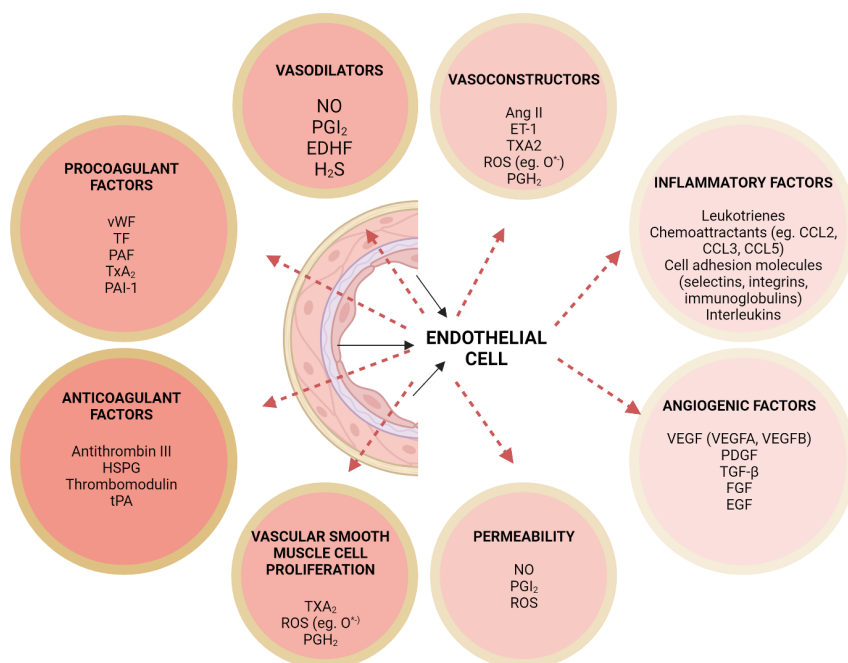 VASODILATORS
NO
PGI₂
EDHF
H₂S
VASOCONSTRUCTORS
Ang II
ET-1
TXA2
ROS (eg. O*⁻)
PGH₂
PROCOAGULANT
FACTORS
vWF
TF
PAF
TxA₂
PAI-1
INFLAMMATORY FACTORS
Leukotrienes
Chemoattractants (eg. CCL2,
CCL3, CCL5)
Cell adhesion molecules
(selectins, integrins,
immunoglobulins)
Interleukins
ENDOTHELIAL
CELL
ANTICOAGULANT
FACTORS
Antithrombin III
HSPG
Thrombomodulin
tPA
ANGIOGENIC FACTORS
VEGF (VEGFA, VEGFB)
PDGF
TGF-β
FGF
EGF
VASCULAR SMOOTH
MUSCLE CELL
PROLIFERATION
TXA₂
ROS (eg. O*⁻)
PGH₂
PERMEABILITY
NO
PGI₂
ROS